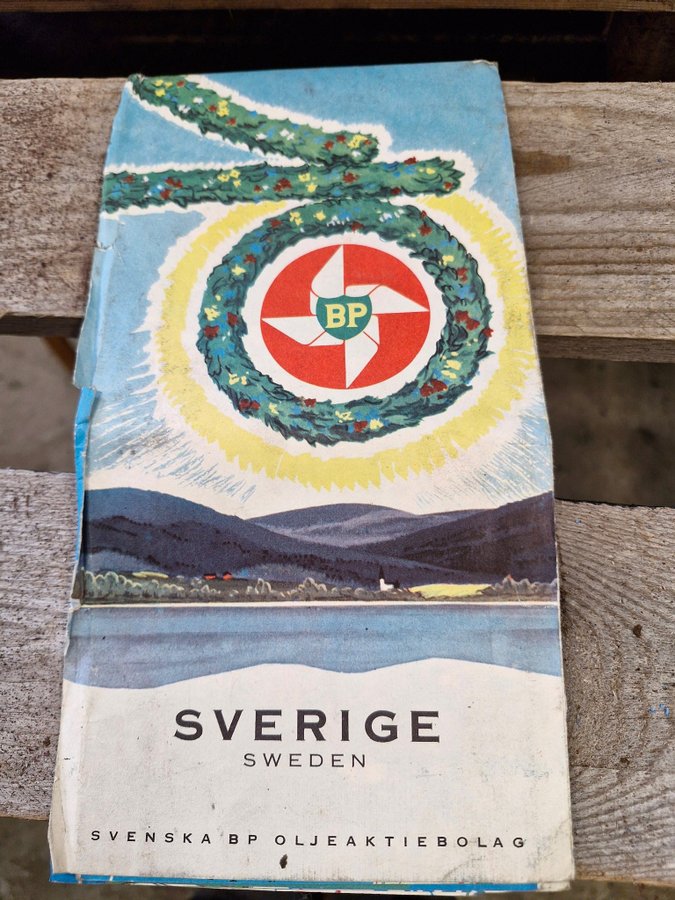 BP
SVERIGE
SWEDEN
SVENSKA BP OLJEAKTIEBOLAG